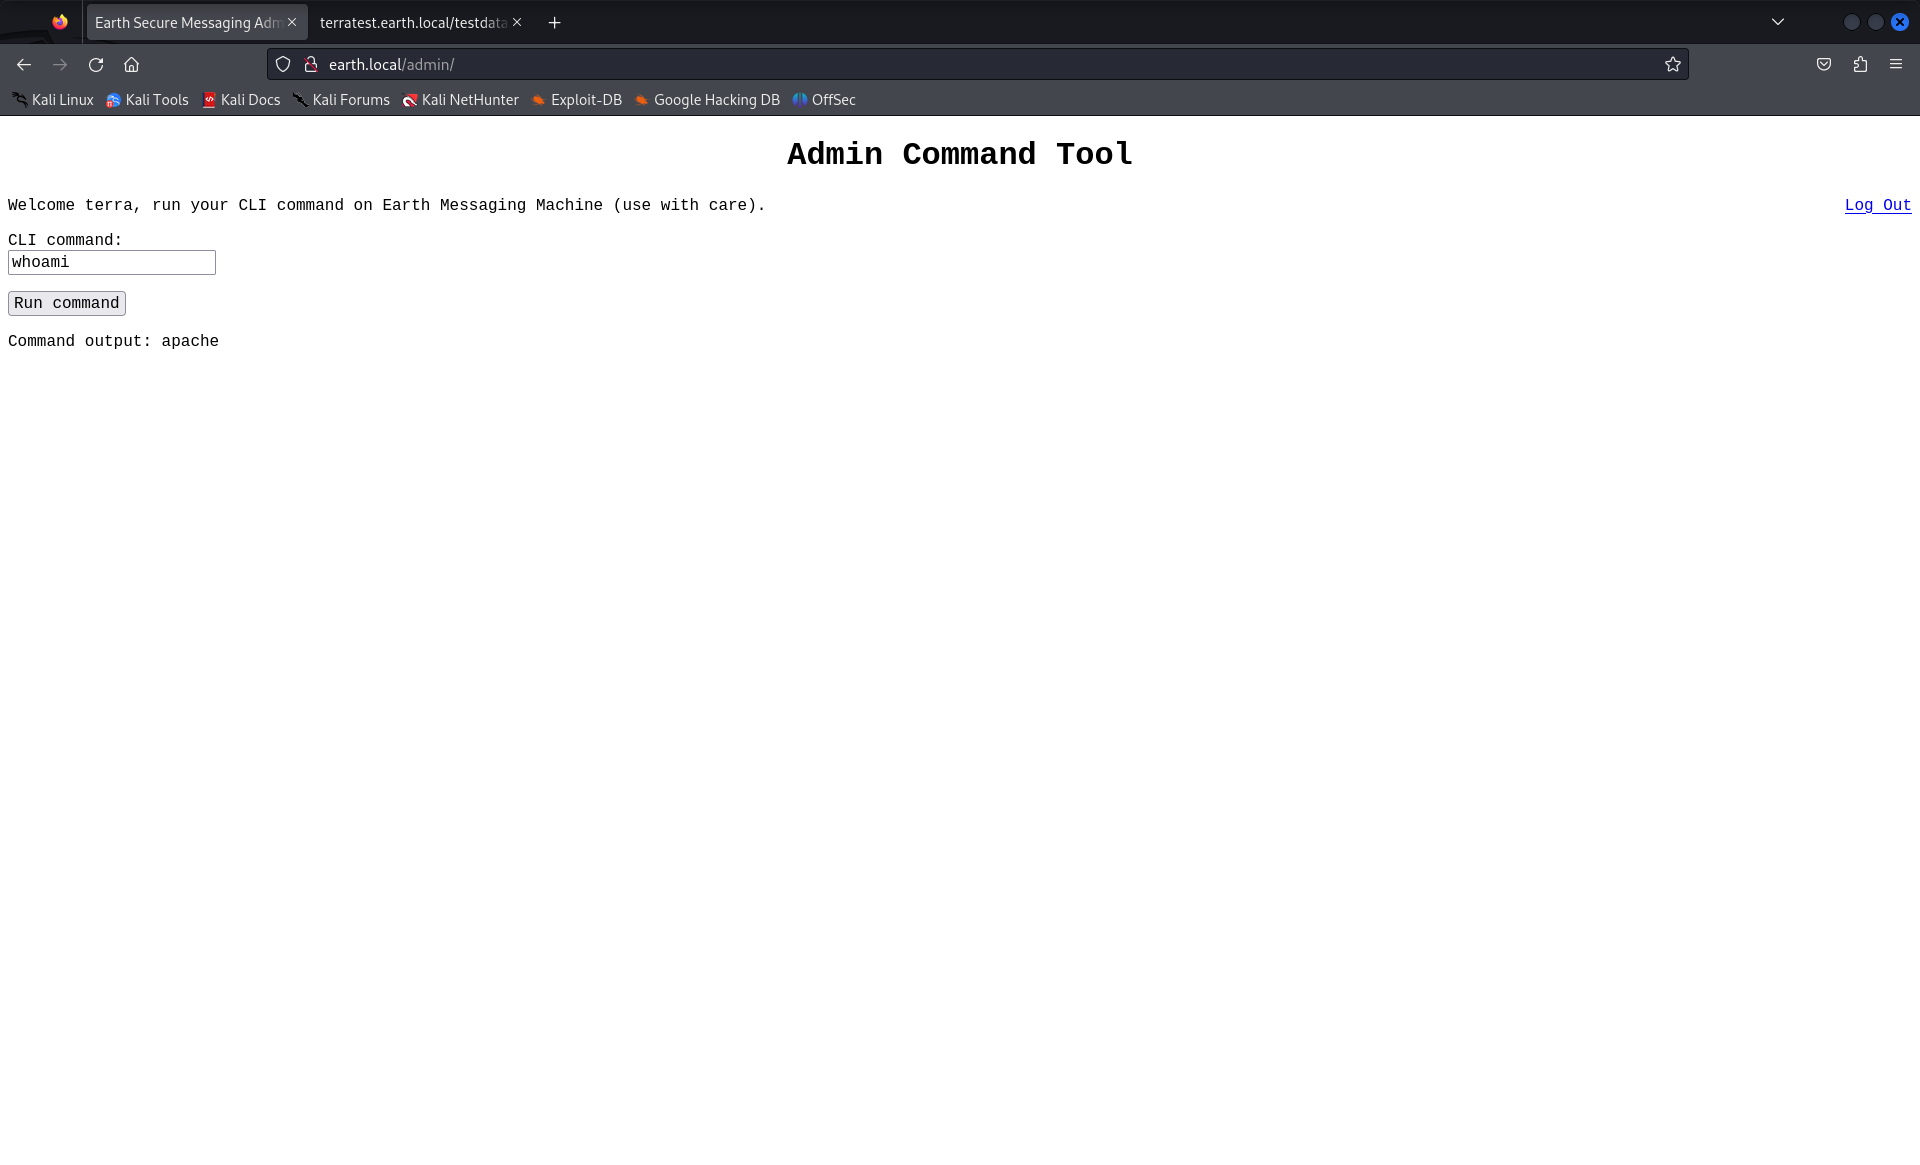 Earth Secure Messaging Adm
terratest.earth.local/testdata
earth.local/admin/
Kali Linux
Kali Tools
Kali Docs
Kali Forums
Kali NetHunter
Exploit-DB
Google Hacking DB
OffSec
Admin Command Tool
Welcome terra, run your CLI command on Earth Messaging Machine (use with care).
Log Out
CLI command:
whoami
Run command
Command output: apache